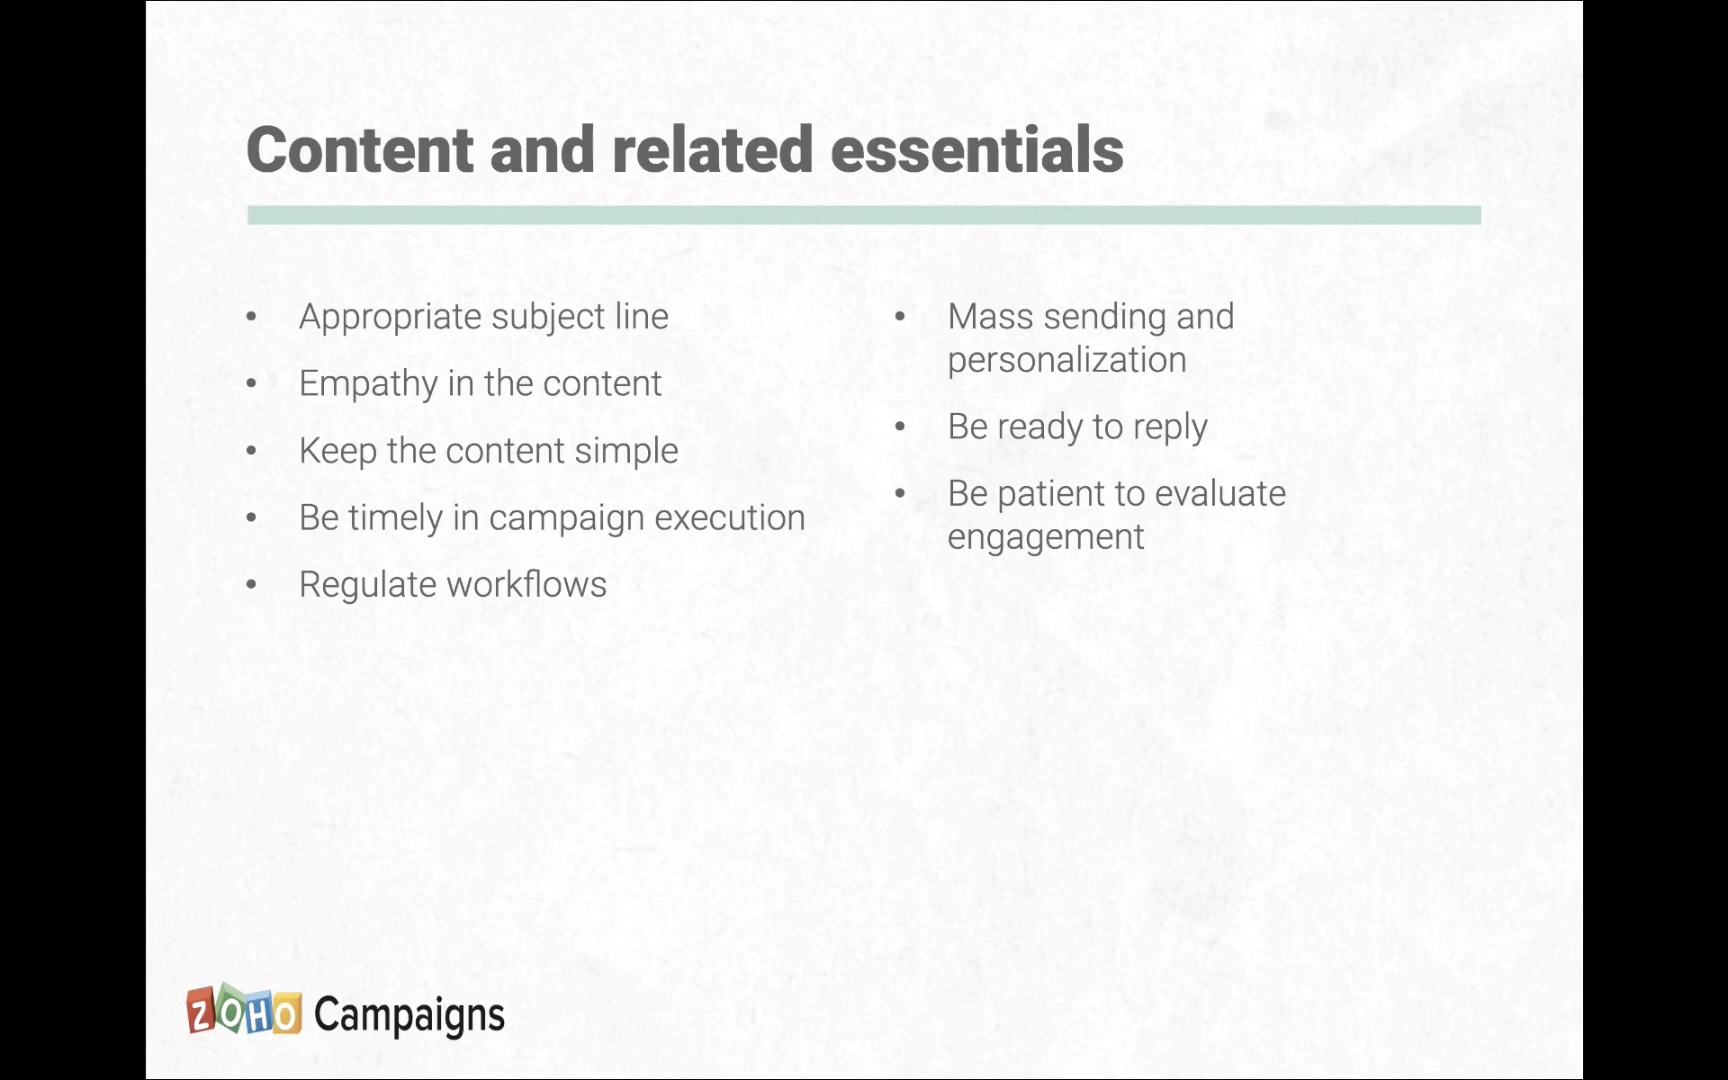 Content and related essentials
• Appropriate subject line
• Empathy in the content
• Keep the content simple
• Be timely in campaign execution
• Regulate workflows
• Mass sending and
personalization
• Be ready to reply
• Be patient to evaluate
engagement
ZOHO Campaigns